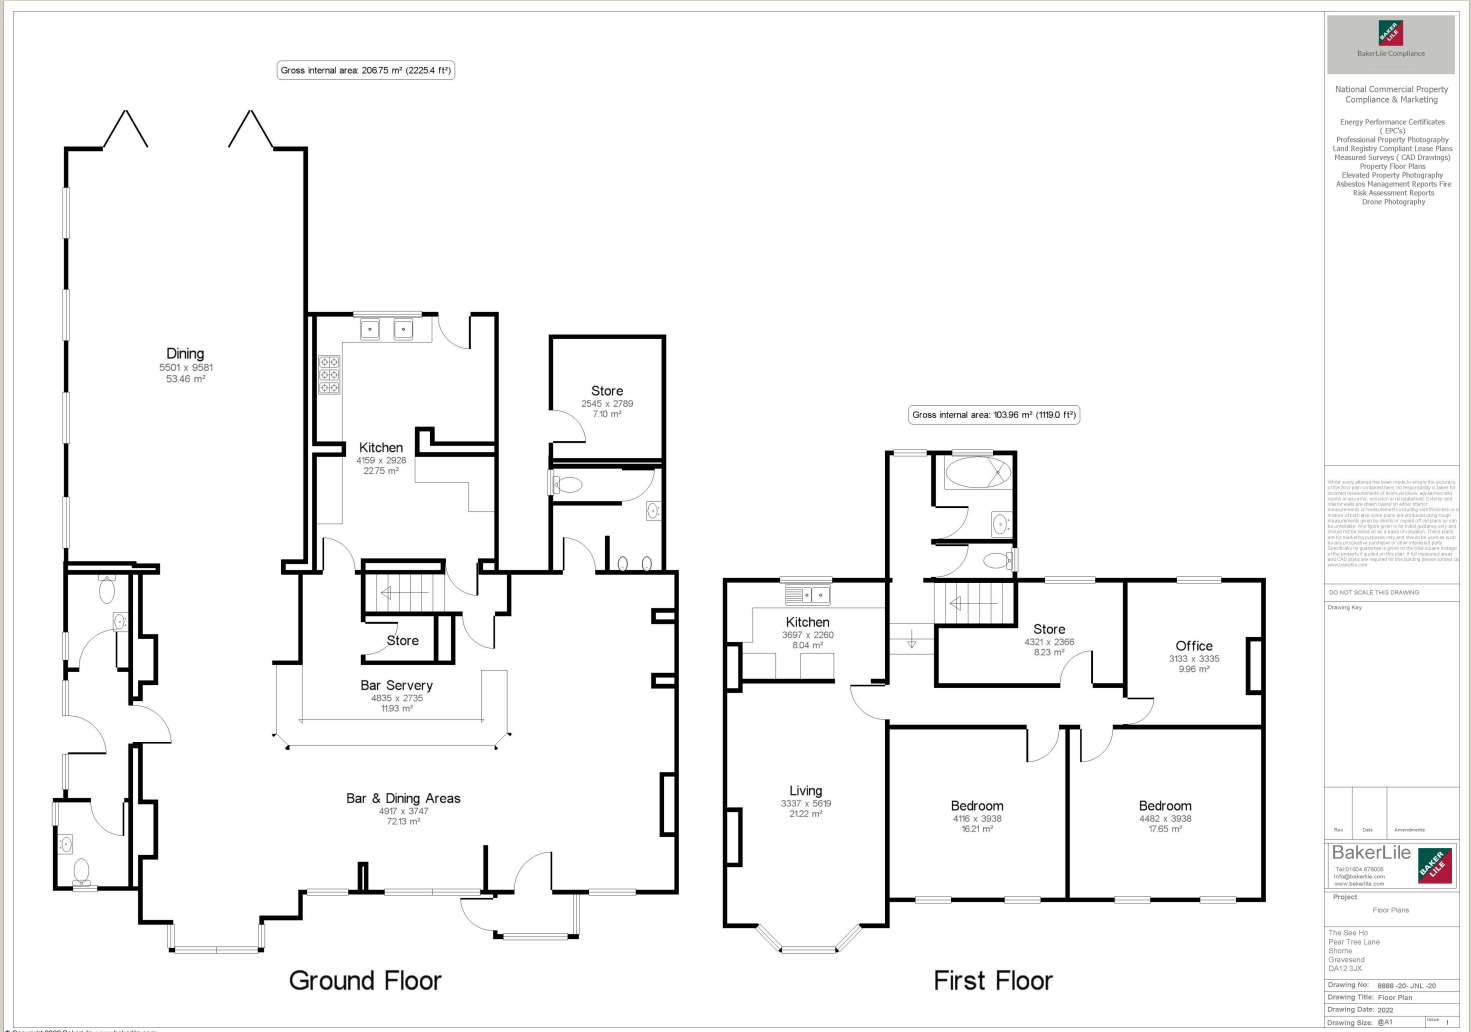 Gross internal area: 206.75 m² (2225.4 ft²)
Dining
5501 x 9581
53.46 m²
Kitchen
4159 x 2928
22.75 m²
Store
2545 x 2789
7.10 m²
Store
Bar Servery
4835 x 2735
11.93 m²
Bar & Dining Areas
4917 x 3747
72.13 m²
Ground Floor
Gross internal area: 103.96 m² (1119.0 ft²)
Kitchen
3697 x 2260
8.04 m²
Store
4321 x 2366
8.23 m²
Office
3133 x 3335
9.96 m²
Living
3337 x 5619
21.22 m²
Bedroom
4116 x 3938
16.21 m²
Bedroom
4482 x 3938
17.65 m²
First Floor
BAKER
LILE
BakerLile Compliance
National Commercial Property
Compliance & Marketing
Energy Performance Certificates
( EPC's)
Professional Property Photography
Land Registry Compliant Lease Plans
Measured Surveys ( CAD Drawings)
Property Floor Plans
Elevated Property Photography
Asbestos Management Reports Fire
Risk Assessment Reports
Drone Photography
DO NOT SCALE THIS DRAWING
Drawing Key
Rev Date Amendments
BakerLile
Tel:01604 676005
info@bakerlile.com
www.bakerlile.com
BAKER
LILE
Project
Floor Plans
The See Ho
Pear Tree Lane
Shorne
Gravesend
DA12 3JX
Drawing No: 8888 -20- JNL -20
Drawing Title: Floor Plan
Drawing Date: 2022
Drawing Size: @A1 Issue 1